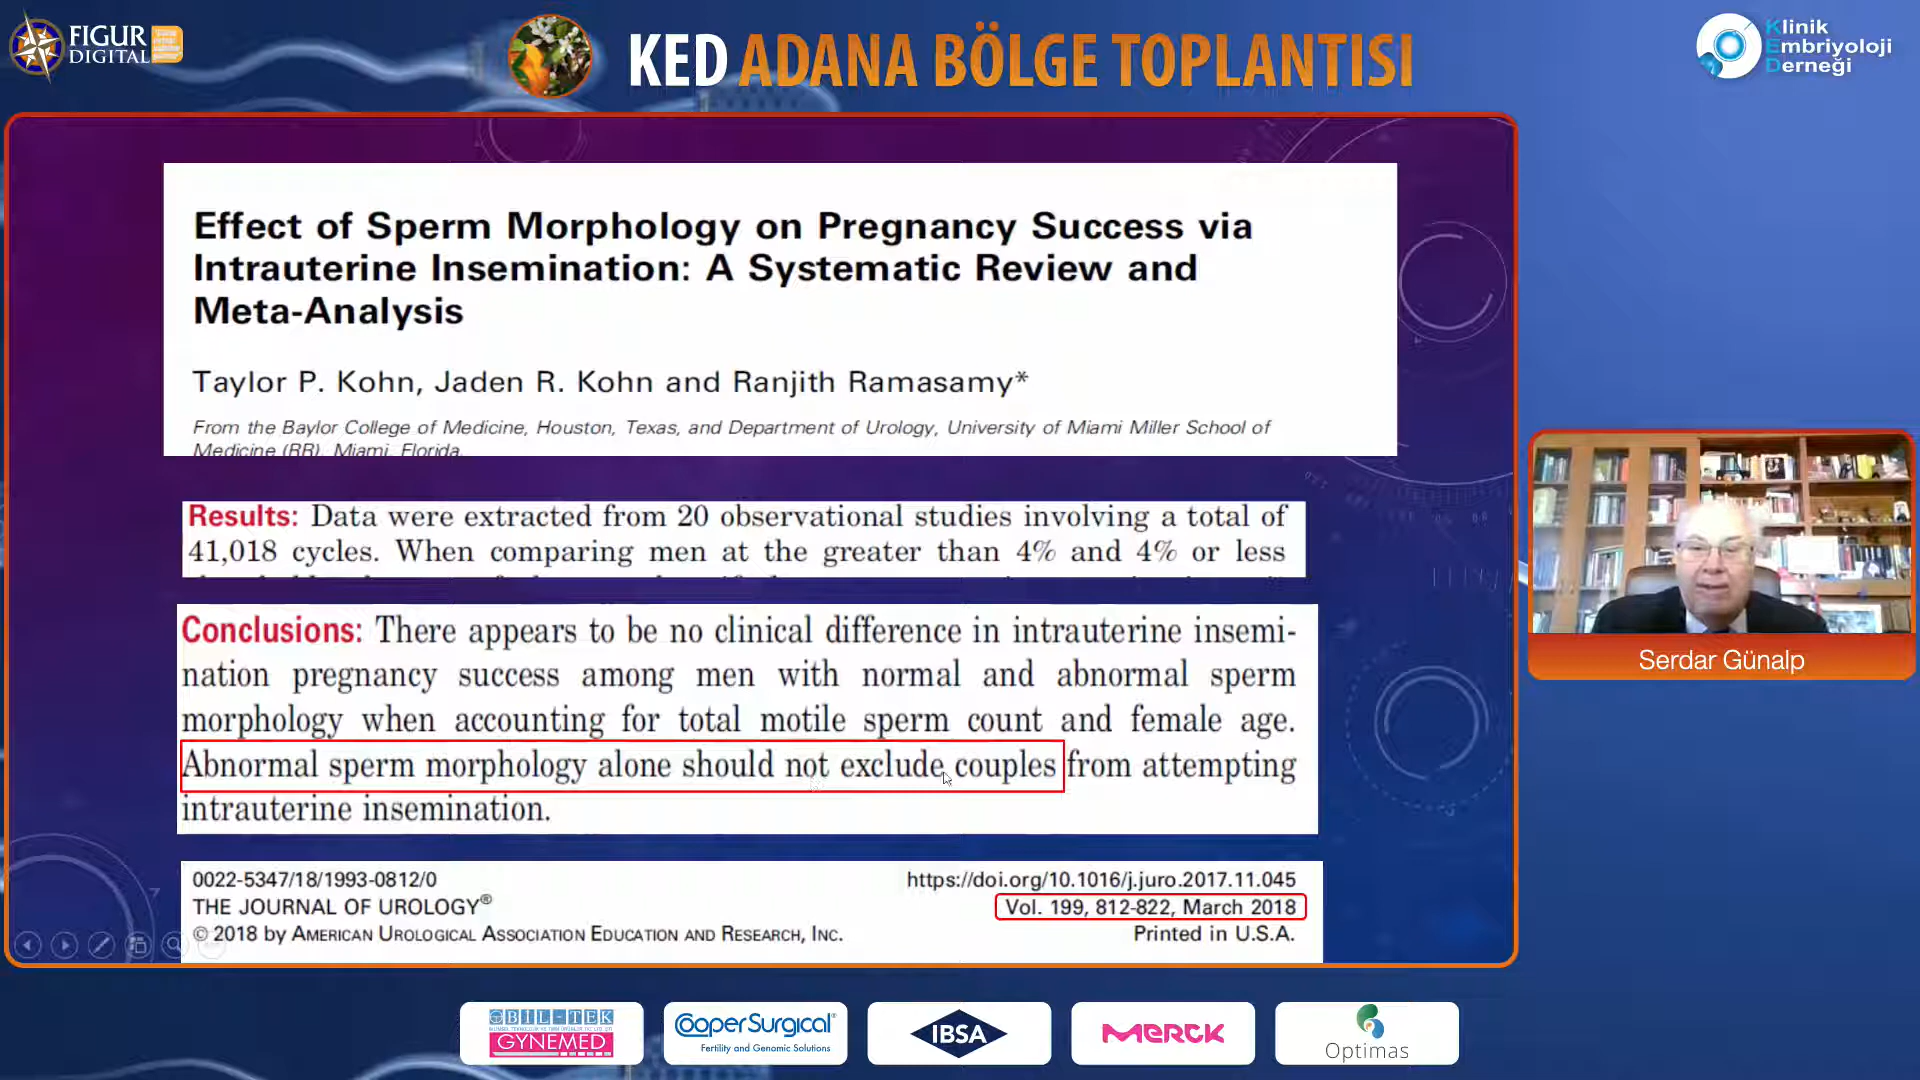 FIGUR
DIGITAL
KED ADANA BÖLGE TOPLANTISI
Klinik
Embriyoloji
Derneği
Effect of Sperm Morphology on Pregnancy Success via
Intrauterine Insemination: A Systematic Review and
Meta-Analysis
Taylor P. Kohn, Jaden R. Kohn and Ranjith Ramasamy*
From the Baylor College of Medicine, Houston, Texas, and Department of Urology, University of Miami Miller School of
Medicine (RR), Miami, Florida.
Results: Data were extracted from 20 observational studies involving a total of
41,018 cycles. When comparing men at the greater than 4% and 4% or less
Conclusions: There appears to be no clinical difference in intrauterine insemi-
nation pregnancy success among men with normal and abnormal sperm
morphology when accounting for total motile sperm count and female age.
Abnormal sperm morphology alone should not exclude couples from attempting
intrauterine insemination.
0022-5347/18/1993-0812/0
THE JOURNAL OF UROLOGY®
© 2018 by AMERICAN UROLOGICAL ASSOCIATION EDUCATION AND RESEARCH, INC.
https://doi.org/10.1016/j.juro.2017.11.045
Vol. 199, 812-822, March 2018
Printed in U.S.A.
Serdar Günalp
BIL-TEK
GYNEMED
CooperSurgical®
Fertility and Genomic Solutions
IBSA
MERCK
Optimas